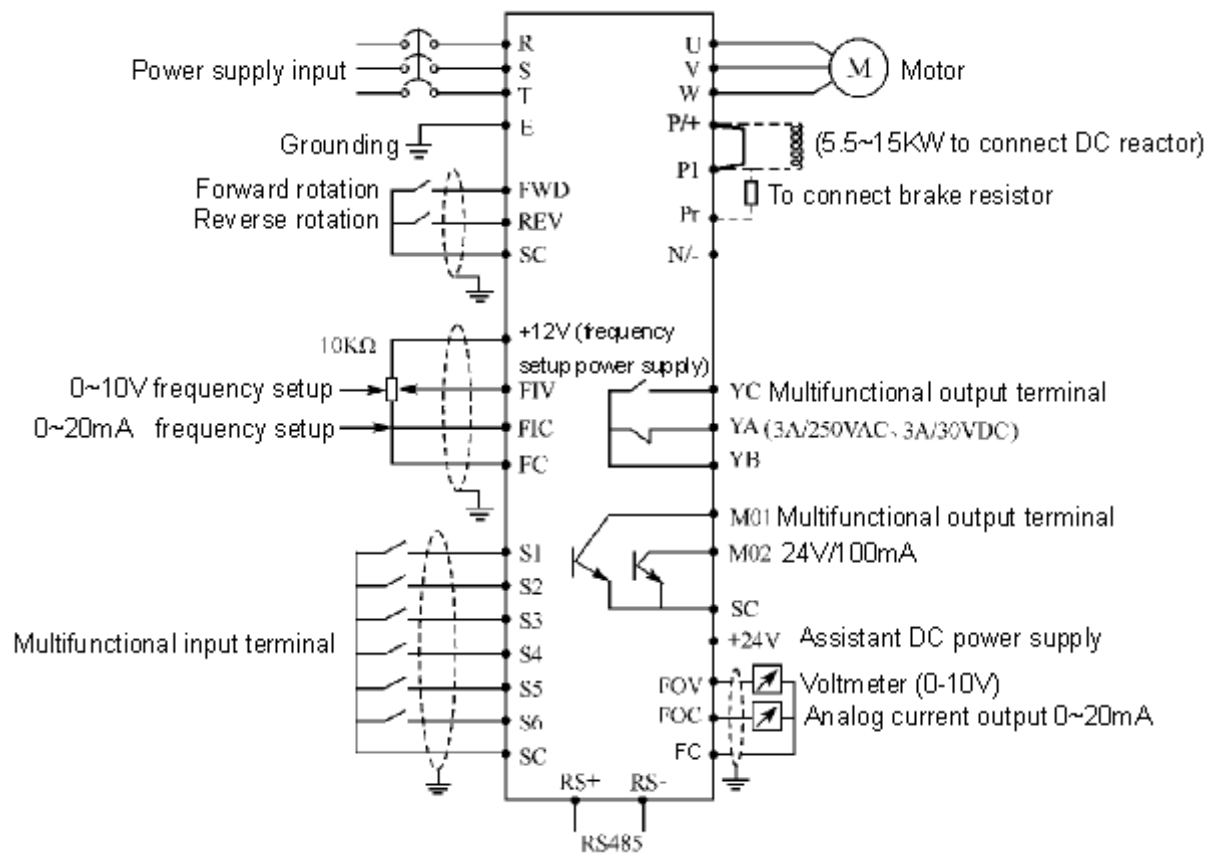 Power supply input
R
S
T
Grounding
E
Forward rotation
FWD
Reverse rotation
REV
SC
10KΩ
+12V (frequency
setup power supply)
0~10V frequency setup
FIV
0~20mA frequency setup
FIC
FC
Multifunctional input terminal
S1
S2
S3
S4
S5
S6
SC
U
V
W
M
Motor
P/+
(5.5~15KW to connect DC reactor)
P1
To connect brake resistor
Pr
N/-
YC Multifunctional output terminal
YA (3A/250VAC、3A/30VDC)
YB
M01 Multifunctional output terminal
M02 24V/100mA
SC
+24V Assistant DC power supply
FOV
Voltmeter (0-10V)
FOC
Analog current output 0~20mA
FC
RS+ RS-
RS485